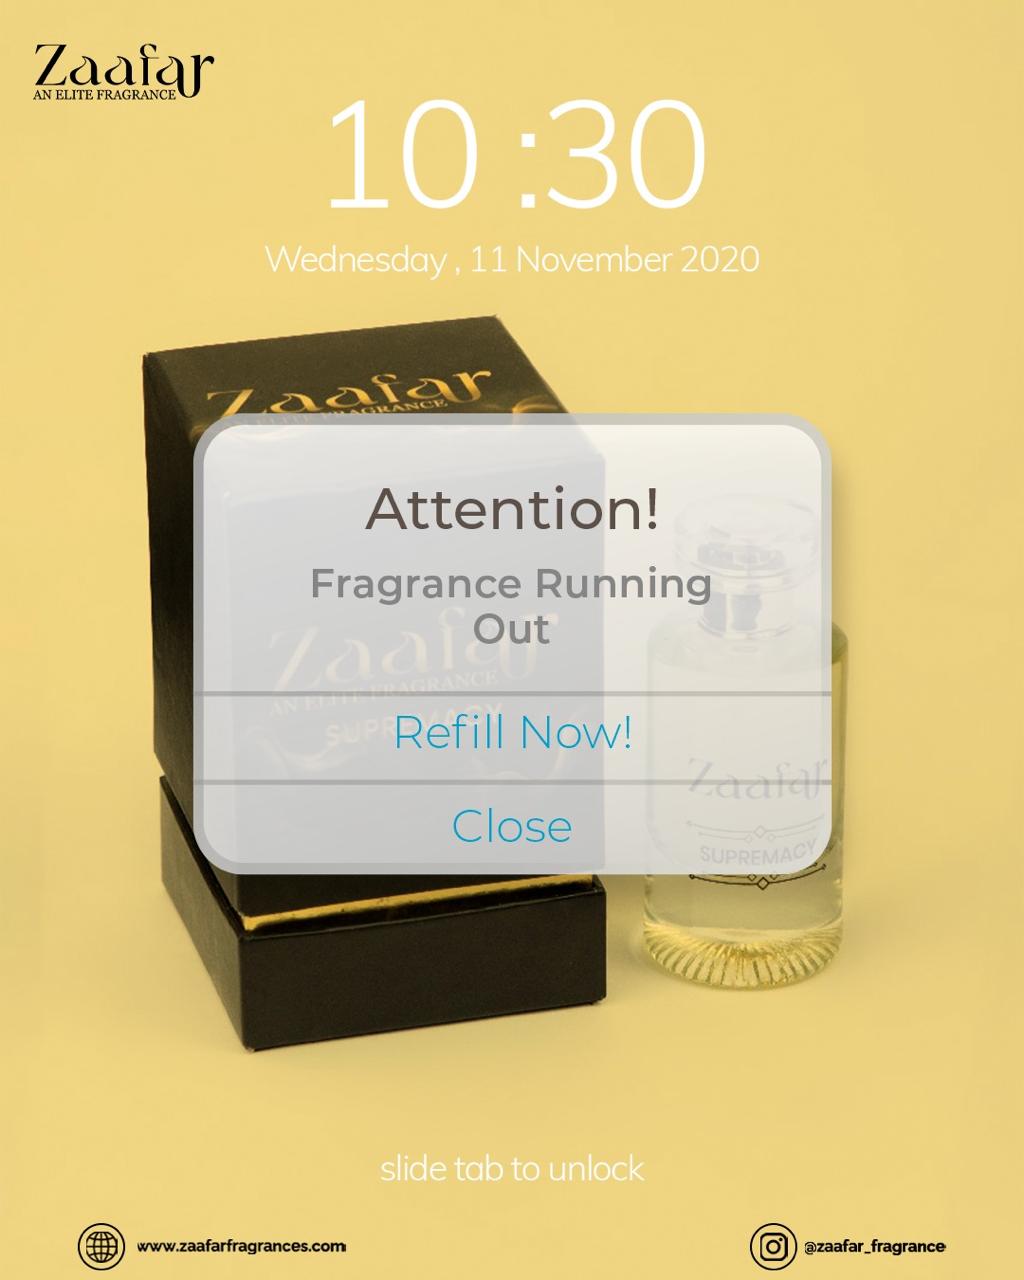 Zaafar
AN ELITE FRAGRANCE
10 :30
Wednesday , 11 November 2020
Zaafar
AN ELITE FRAGRANCE
Attention!
Fragrance Running
Out
Zaafar
AN ELITE FRAGRANCE
SUPREMACY
Refill Now!
Close
Zaafar
SUPREMACY
slide tab to unlock
www.zaafarfragrances.com
@zaafar_fragrance